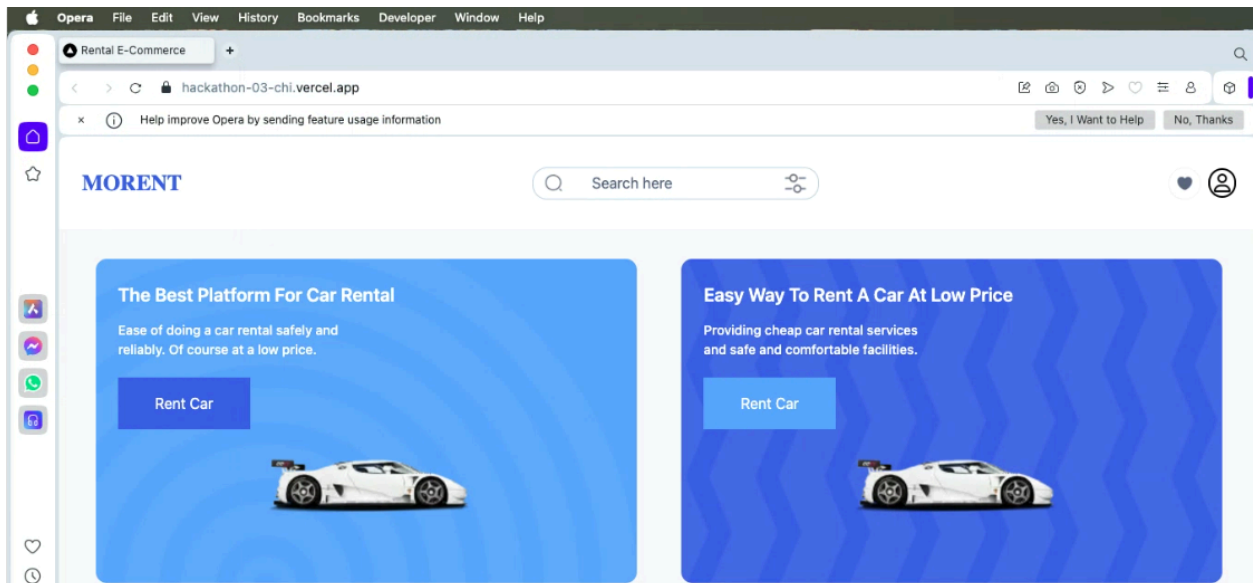 Opera File Edit View History Bookmarks Developer Window Help
Rental E-Commerce +
hackathon-03-chi.vercel.app
× Help improve Opera by sending feature usage information Yes, I Want to Help No, Thanks
MORENT Search here
The Best Platform For Car Rental
Ease of doing a car rental safely and
reliably. Of course at a low price.
Rent Car
Easy Way To Rent A Car At Low Price
Providing cheap car rental services
and safe and comfortable facilities.
Rent Car